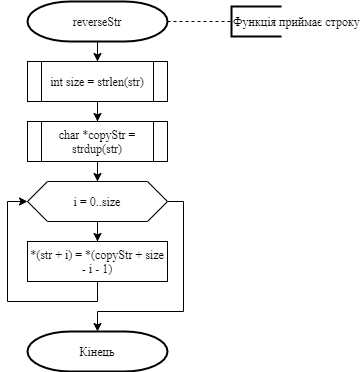 reverseStr
Функція приймає строку
int size = strlen(str)
char *copyStr =
strdup(str)
i = 0..size
*(str + i) = *(copyStr + size
- i - 1)
Кінець